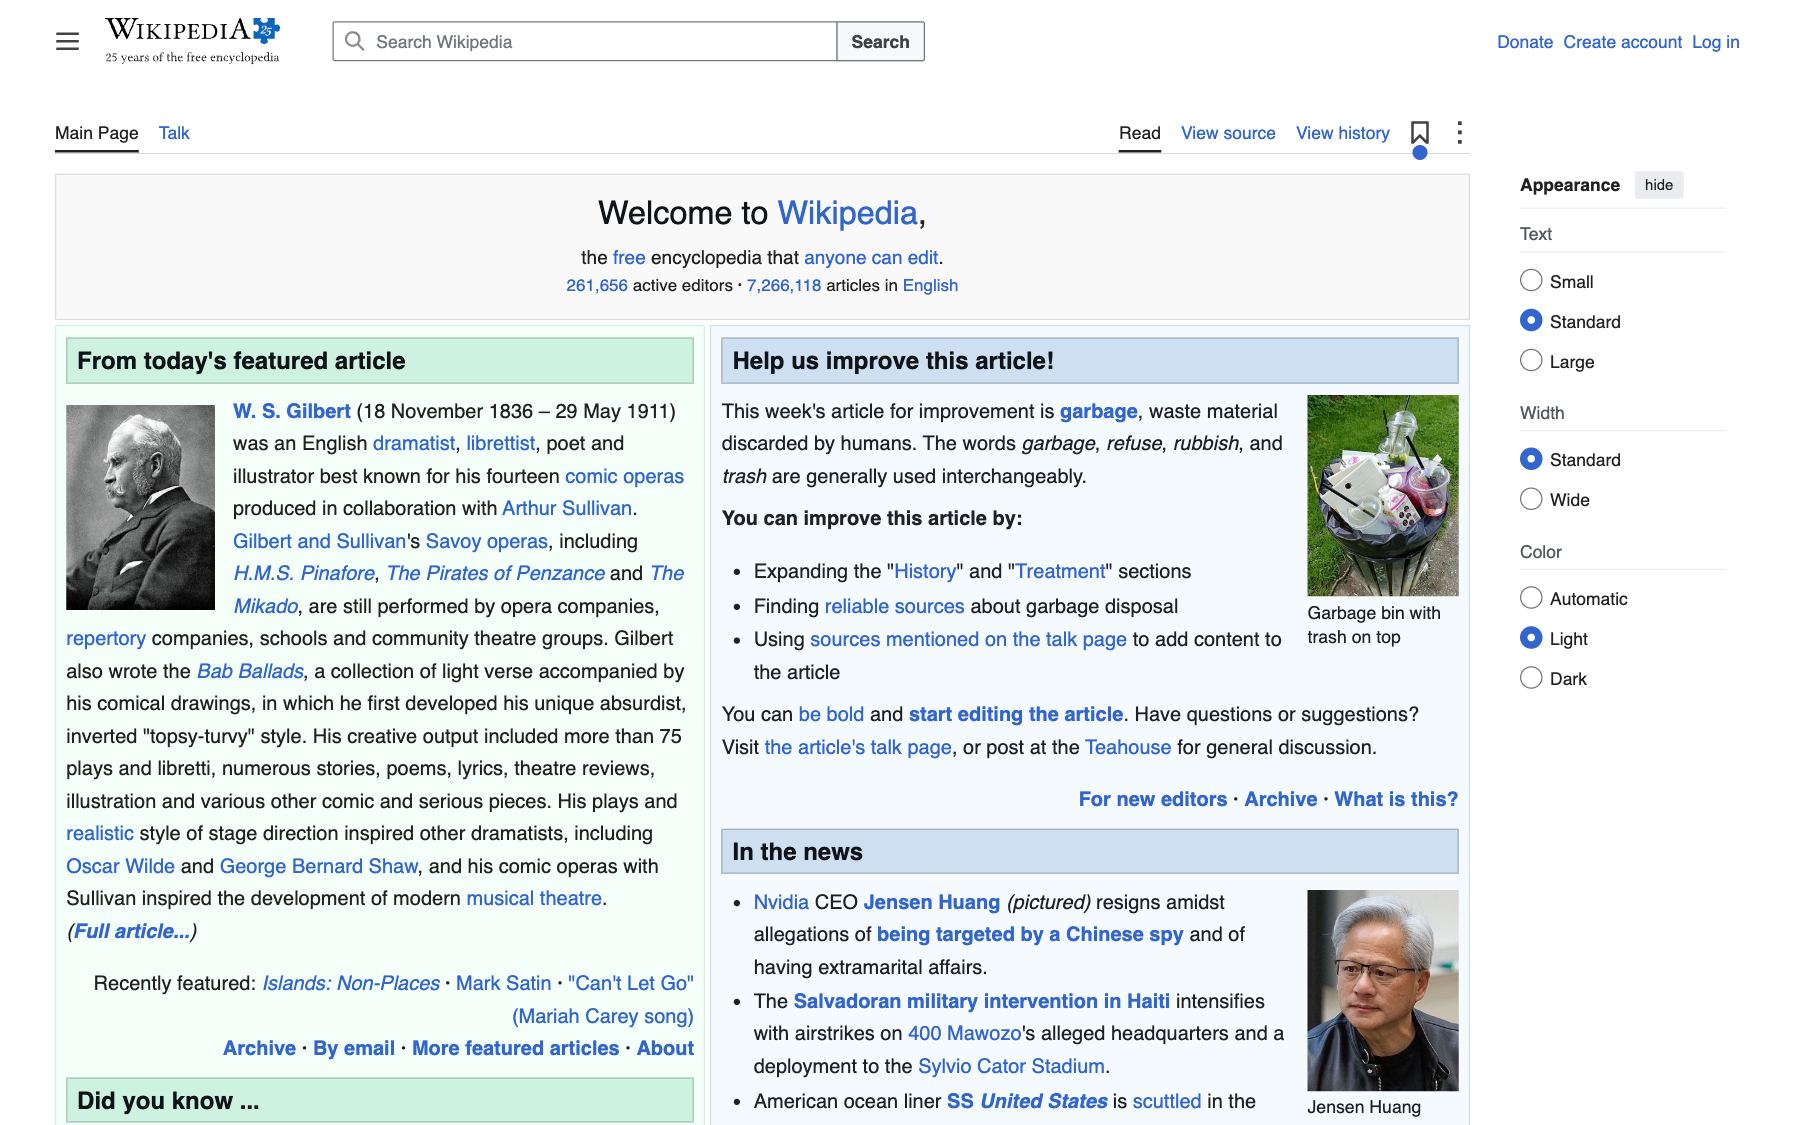 WIKIPEDIA 25
25 years of the free encyclopedia
Search Wikipedia
Search
Donate Create account Log in
Main Page Talk
Read View source View history
Welcome to Wikipedia,
the free encyclopedia that anyone can edit.
261,656 active editors · 7,266,118 articles in English
From today's featured article
W. S. Gilbert (18 November 1836 – 29 May 1911)
was an English dramatist, librettist, poet and
illustrator best known for his fourteen comic operas
produced in collaboration with Arthur Sullivan.
Gilbert and Sullivan's Savoy operas, including
H.M.S. Pinafore, The Pirates of Penzance and The
Mikado, are still performed by opera companies,
repertory companies, schools and community theatre groups. Gilbert
also wrote the Bab Ballads, a collection of light verse accompanied by
his comical drawings, in which he first developed his unique absurdist,
inverted "topsy-turvy" style. His creative output included more than 75
plays and libretti, numerous stories, poems, lyrics, theatre reviews,
illustration and various other comic and serious pieces. His plays and
realistic style of stage direction inspired other dramatists, including
Oscar Wilde and George Bernard Shaw, and his comic operas with
Sullivan inspired the development of modern musical theatre.
(Full article...)
Recently featured: Islands: Non-Places · Mark Satin · "Can't Let Go"
(Mariah Carey song)
Archive · By email · More featured articles · About
Did you know ...
Help us improve this article!
This week's article for improvement is garbage, waste material
discarded by humans. The words garbage, refuse, rubbish, and
trash are generally used interchangeably.
You can improve this article by:
• Expanding the "History" and "Treatment" sections
• Finding reliable sources about garbage disposal
• Using sources mentioned on the talk page to add content to
the article
Garbage bin with
trash on top
You can be bold and start editing the article. Have questions or suggestions?
Visit the article's talk page, or post at the Teahouse for general discussion.
For new editors · Archive · What is this?
In the news
• Nvidia CEO Jensen Huang (pictured) resigns amidst
allegations of being targeted by a Chinese spy and of
having extramarital affairs.
• The Salvadoran military intervention in Haiti intensifies
with airstrikes on 400 Mawozo's alleged headquarters and a
deployment to the Sylvio Cator Stadium.
• American ocean liner SS United States is scuttled in the
Jensen Huang
Appearance hide
Text
Small
Standard
Large
Width
Standard
Wide
Color
Automatic
Light
Dark